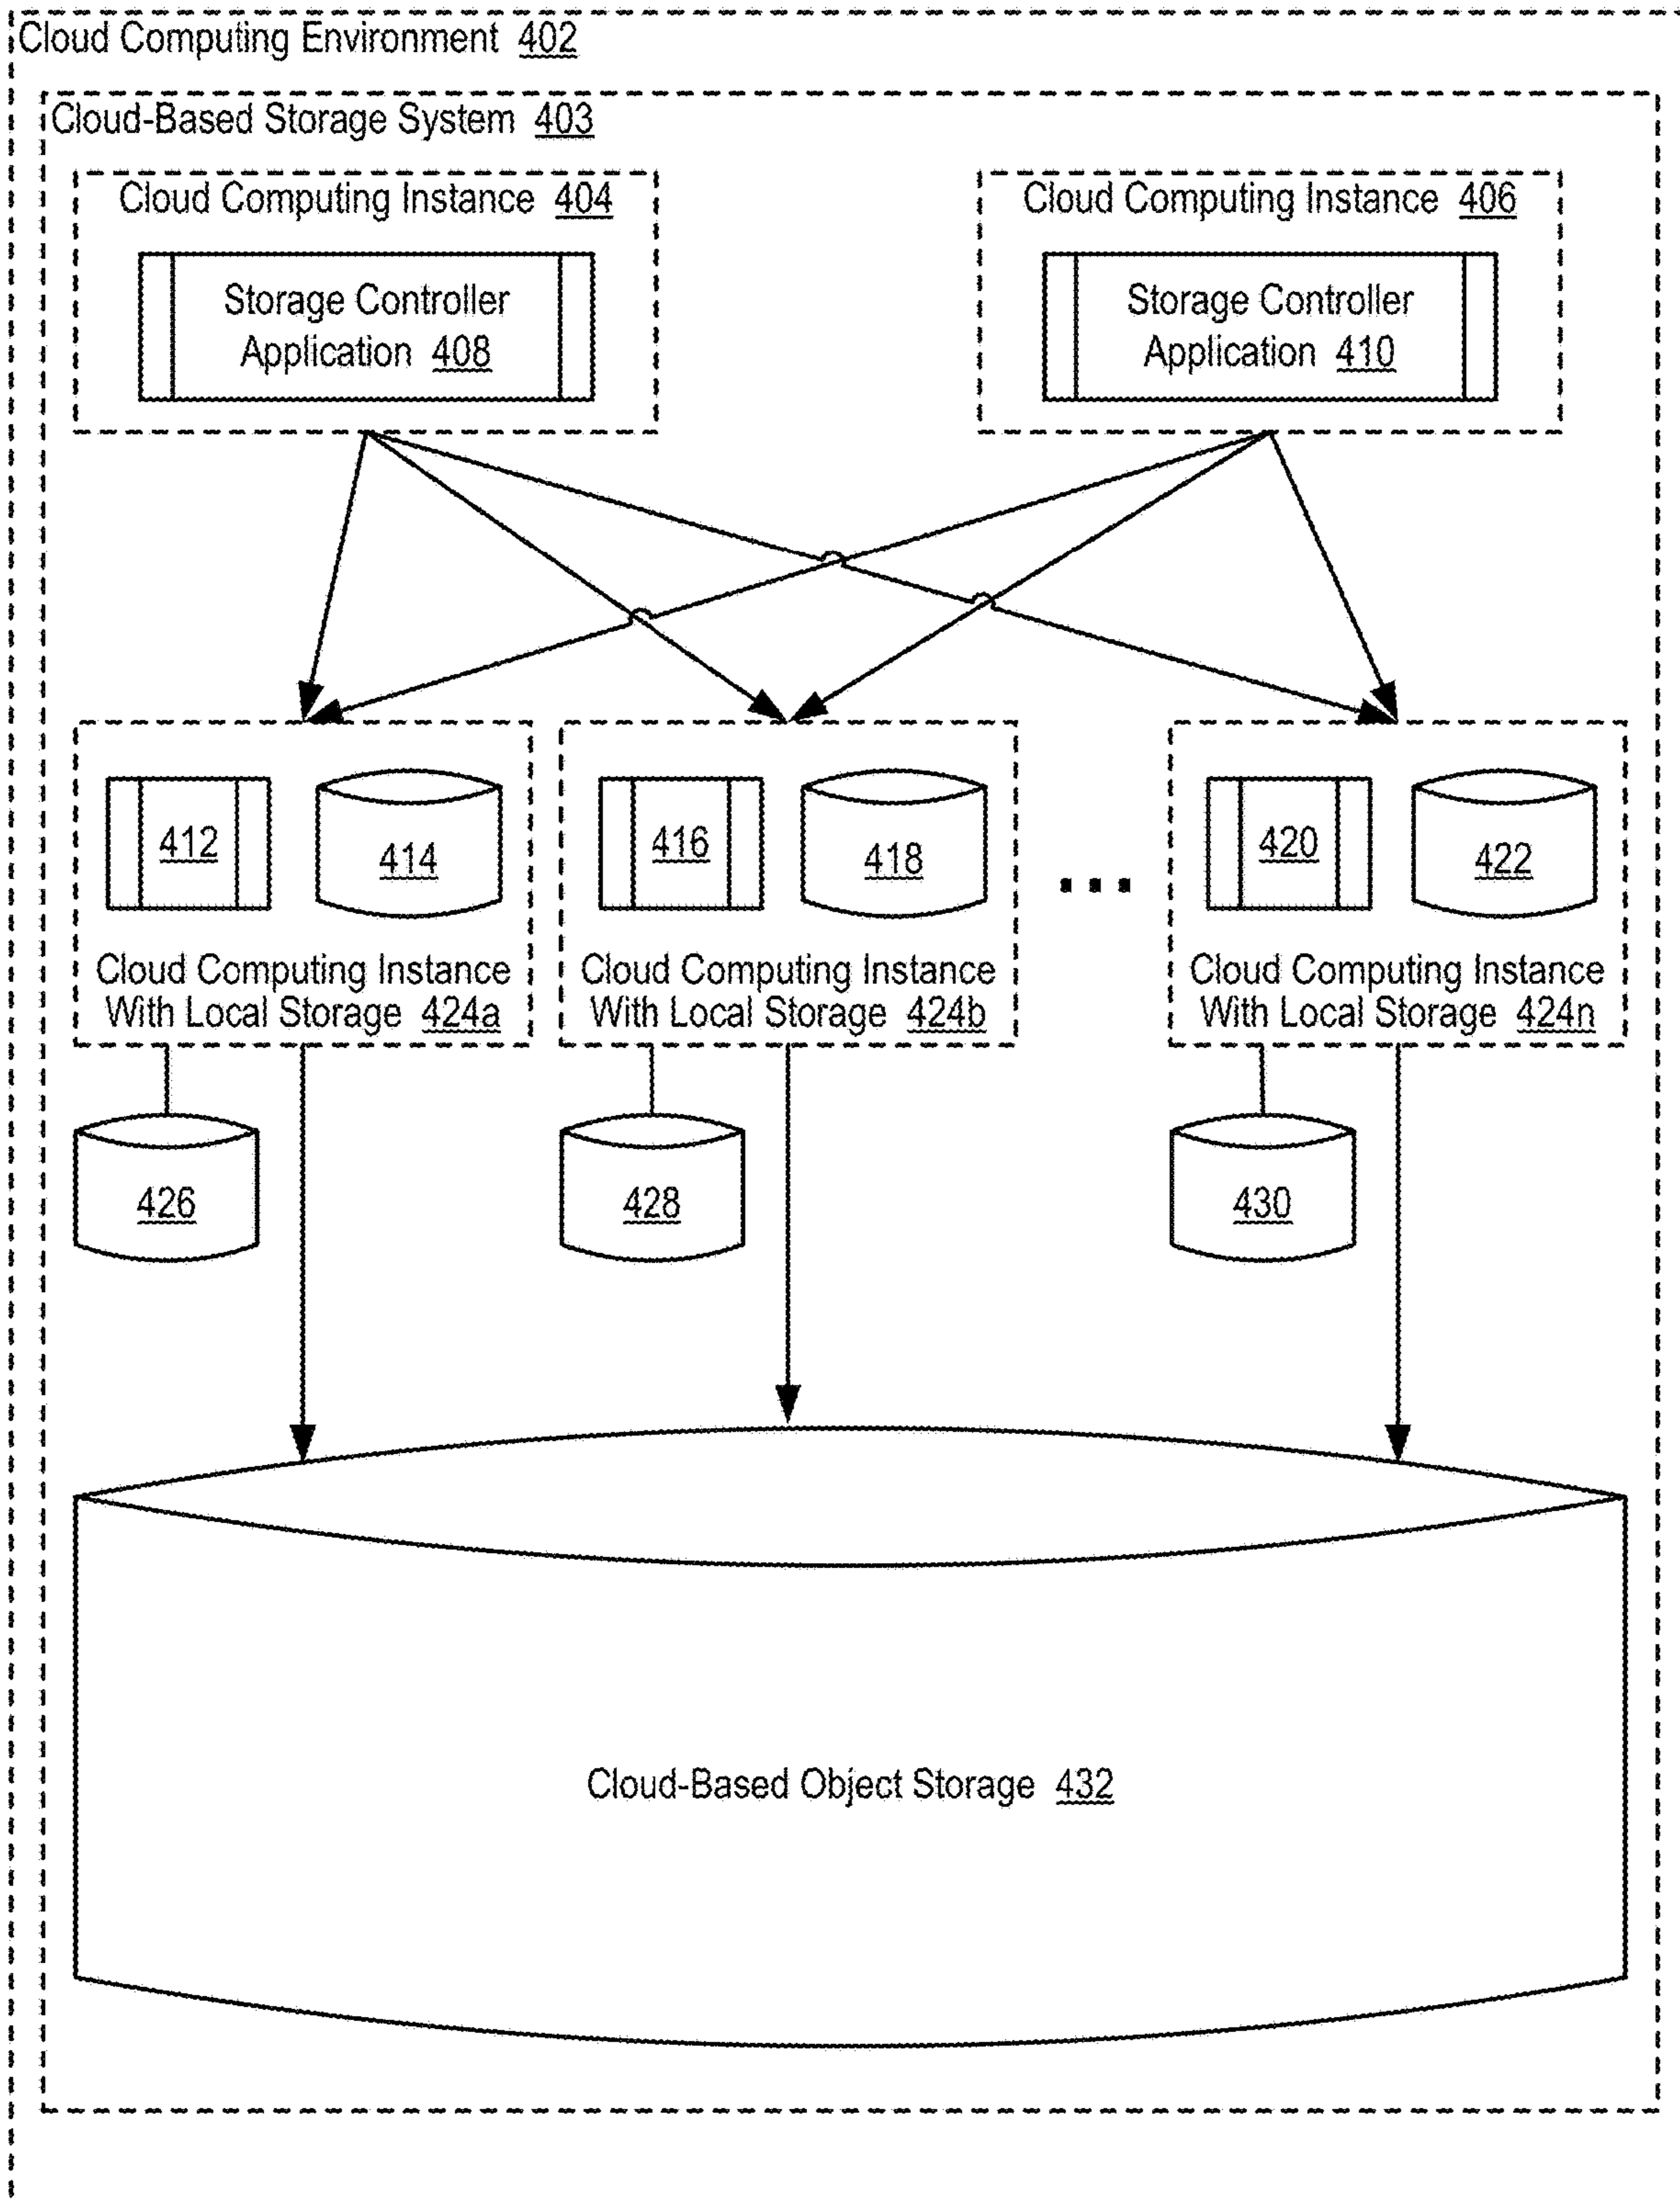 Cloud Computing Environment 402
Cloud-Based Storage System 403
Cloud Computing Instance 404
Storage Controller
Application 408
Cloud Computing Instance 406
Storage Controller
Application 410
412
414
Cloud Computing Instance
With Local Storage 424a
416
418
Cloud Computing Instance
With Local Storage 424b
...
420
422
Cloud Computing Instance
With Local Storage 424n
426
428
430
Cloud-Based Object Storage 432